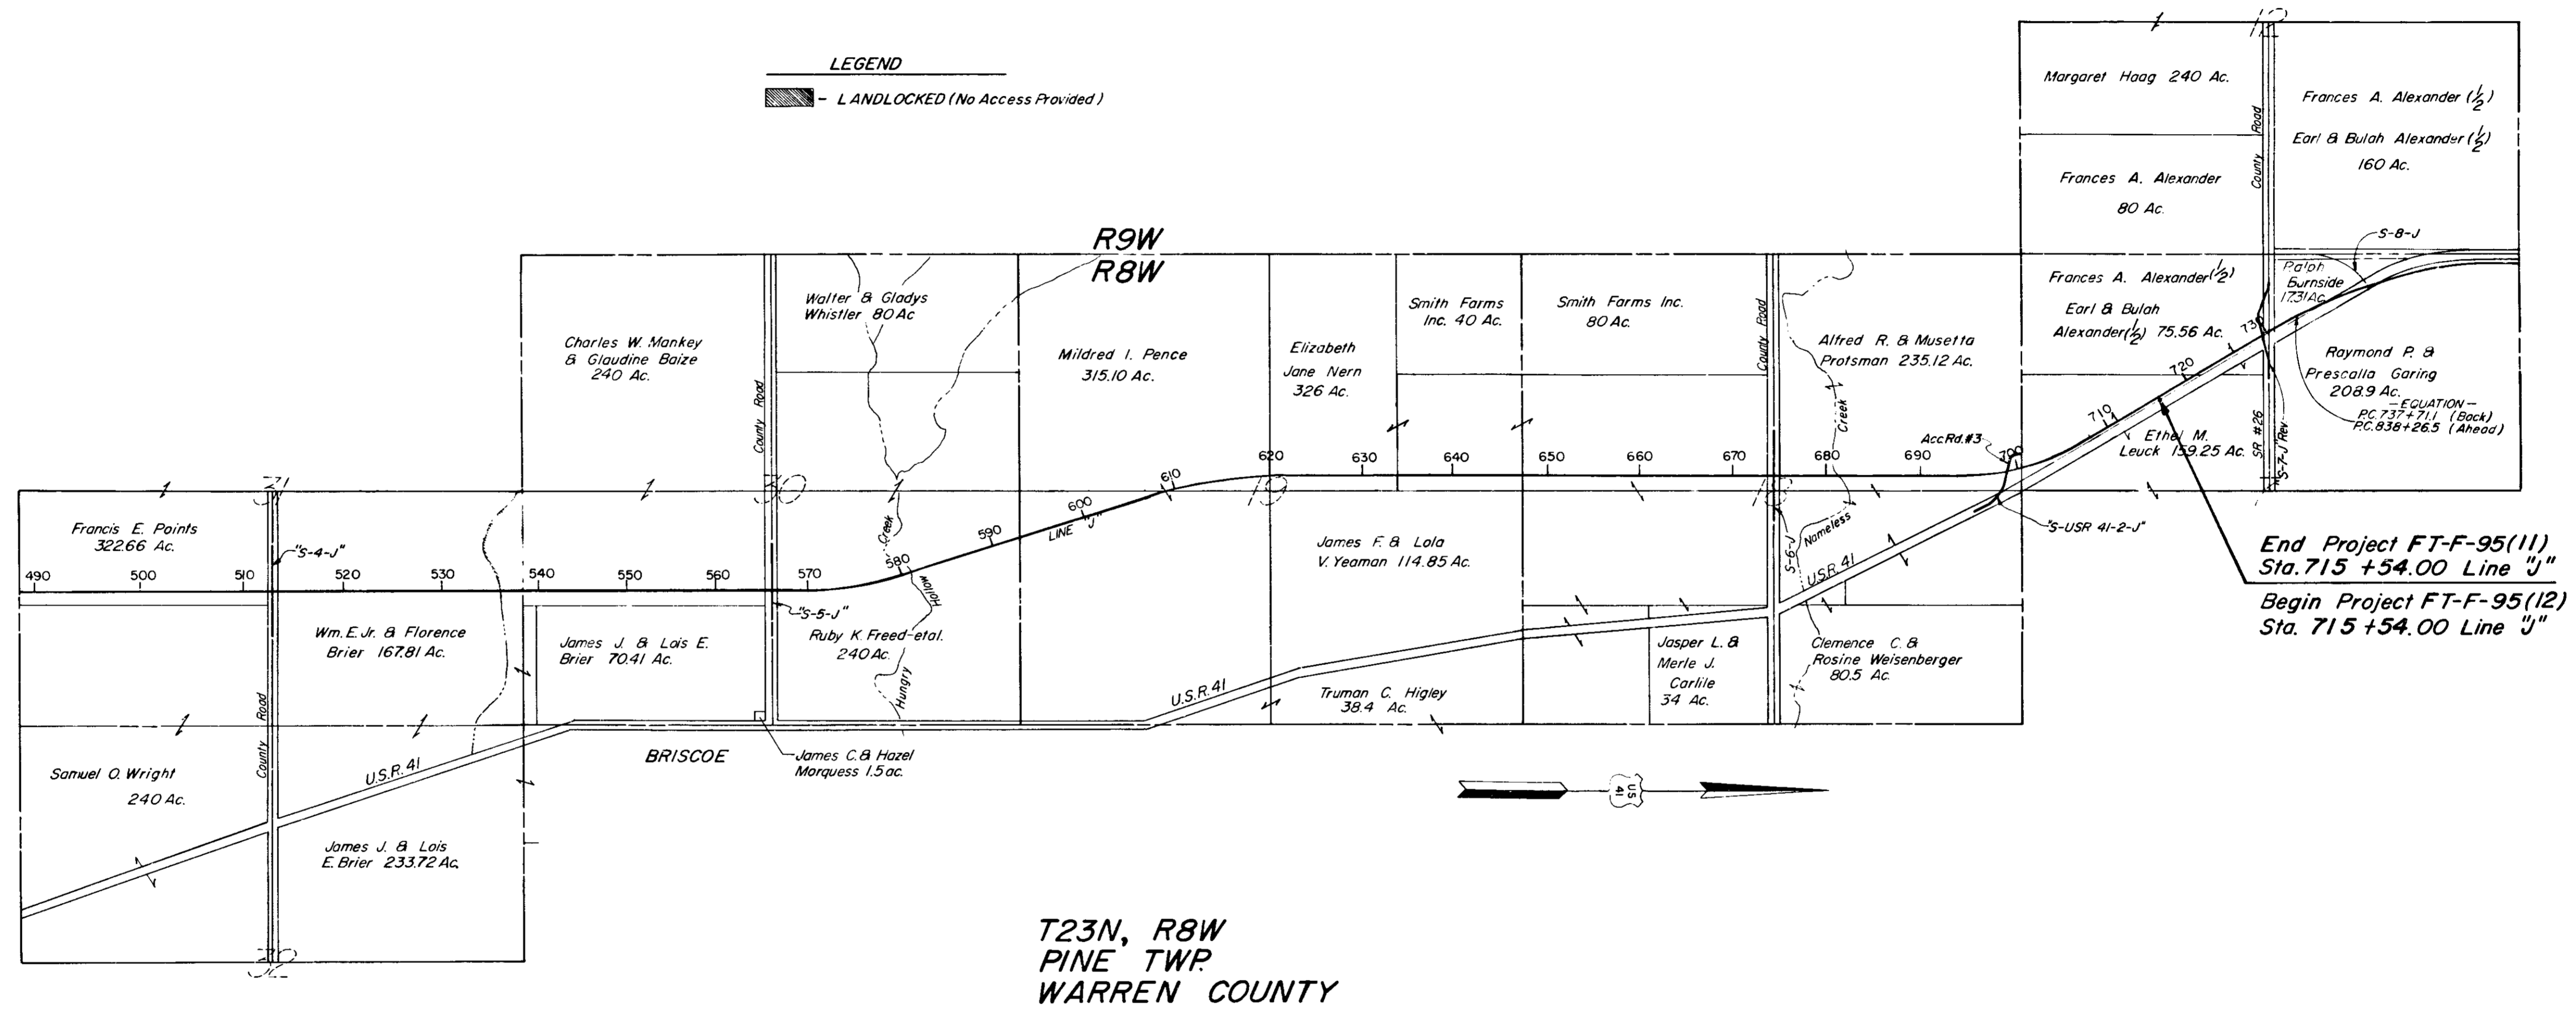 LEGEND
- LANDLOCKED (No Access Provided)
R9W
R8W
Margaret Haag 240 Ac.
Frances A. Alexander
80 Ac.
County Road
Frances A. Alexander (1/2)
Earl & Bulah Alexander (1/2)
160 Ac.
S-8-J
Frances A. Alexander (1/2)
Earl & Bulah
Alexander (1/2) 75.56 Ac.
Ralph
Burnside
17.31 Ac.
Raymond P. &
Prescalla Garing
208.9 Ac.
-EQUATION-
P.C. 737+71.1 (Back)
P.C. 838+26.5 (Ahead)
Charles W. Mankey
& Glaudine Baize
240 Ac.
County Road
Walter & Gladys
Whistler 80 Ac
Mildred I. Pence
315.10 Ac.
Elizabeth
Jane Nern
326 Ac.
Smith Farms
Inc. 40 Ac.
Smith Farms Inc.
80 Ac.
County Road
Alfred R. & Musetta
Protsman 235.12 Ac.
Creek
Acc Rd. #3
Ethel M.
Leuck 159.25 Ac.
SR #26
"S-7-J" Rev.
490 500 510 520 530 540 550 560 570 580 590 600 610 620 630 640 650 660 670 680 690 700 710 720 730
LINE "J"
Francis E. Points
322.66 Ac.
"S-4-J"
Wm. E. Jr. & Florence
Brier 167.81 Ac.
James J. & Lois E.
Brier 70.41 Ac.
"S-5-J"
Ruby K. Freed-etal.
240 Ac.
Creek
Hollow
Hungry
James F. & Lola
V. Yeaman 114.85 Ac.
S-6-J
Nameless
U.S.R. 41
"S-USR 41-2-J"
End Project FT-F-95(11)
Sta. 715 +54.00 Line "J"
Begin Project FT-F-95(12)
Sta. 715 +54.00 Line "J"
Jasper L. &
Merle J.
Carlile
34 Ac.
Clemence C. &
Rosine Weisenberger
80.5 Ac.
Truman C. Higley
38.4 Ac.
U.S.R. 41
County Road
Samuel O. Wright
240 Ac.
U.S.R. 41
BRISCOE
James C. & Hazel
Marquess 1.5 ac.
James J. & Lois
E. Brier 233.72 Ac.
US
41
T23N, R8W
PINE TWP.
WARREN COUNTY